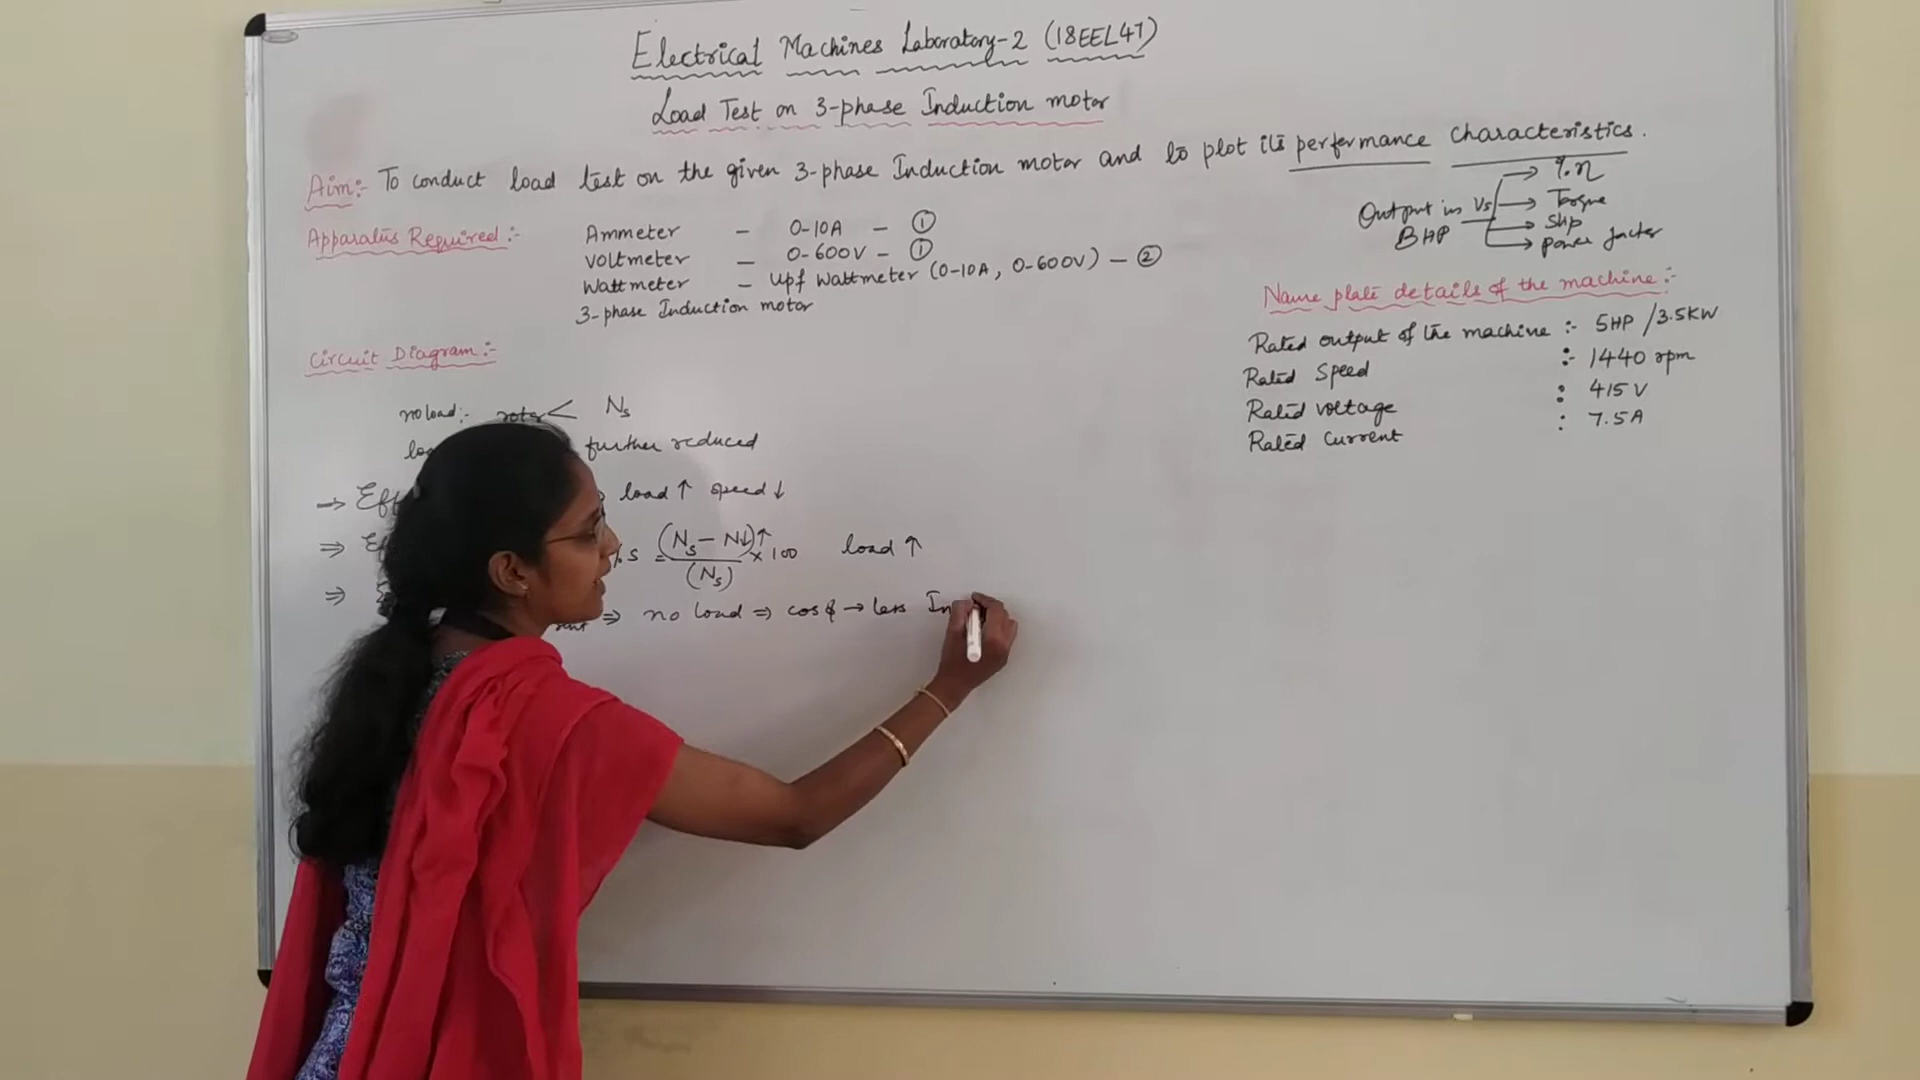 Electrical Machines Laboratory-2 (18EEL47)
Load Test on 3-phase Induction motor
Aim:- To conduct load test on the given 3-phase Induction motor and to plot its performance characteristics.
Output in BHP Vs
% η
Torque
slip
power factor
Apparatus Required:-
Ammeter - 0-10A - ①
Voltmeter - 0-600V - ①
Wattmeter - upf wattmeter (0-10A, 0-600V) - ②
3-phase Induction motor
Name plate details of the machine:-
Rated output of the machine :- 5HP / 3.5KW
Rated Speed :- 1440 rpm
Rated voltage : 415 V
Rated Current : 7.5A
Circuit Diagram:-
no load:- rotor < Ns
further reduced
→ load ↑ speed ↓
⇒ % s = (Ns - N↓)↑ / (Ns) × 100 load ↑
⇒ ⇒ no load ⇒ cosφ → less In